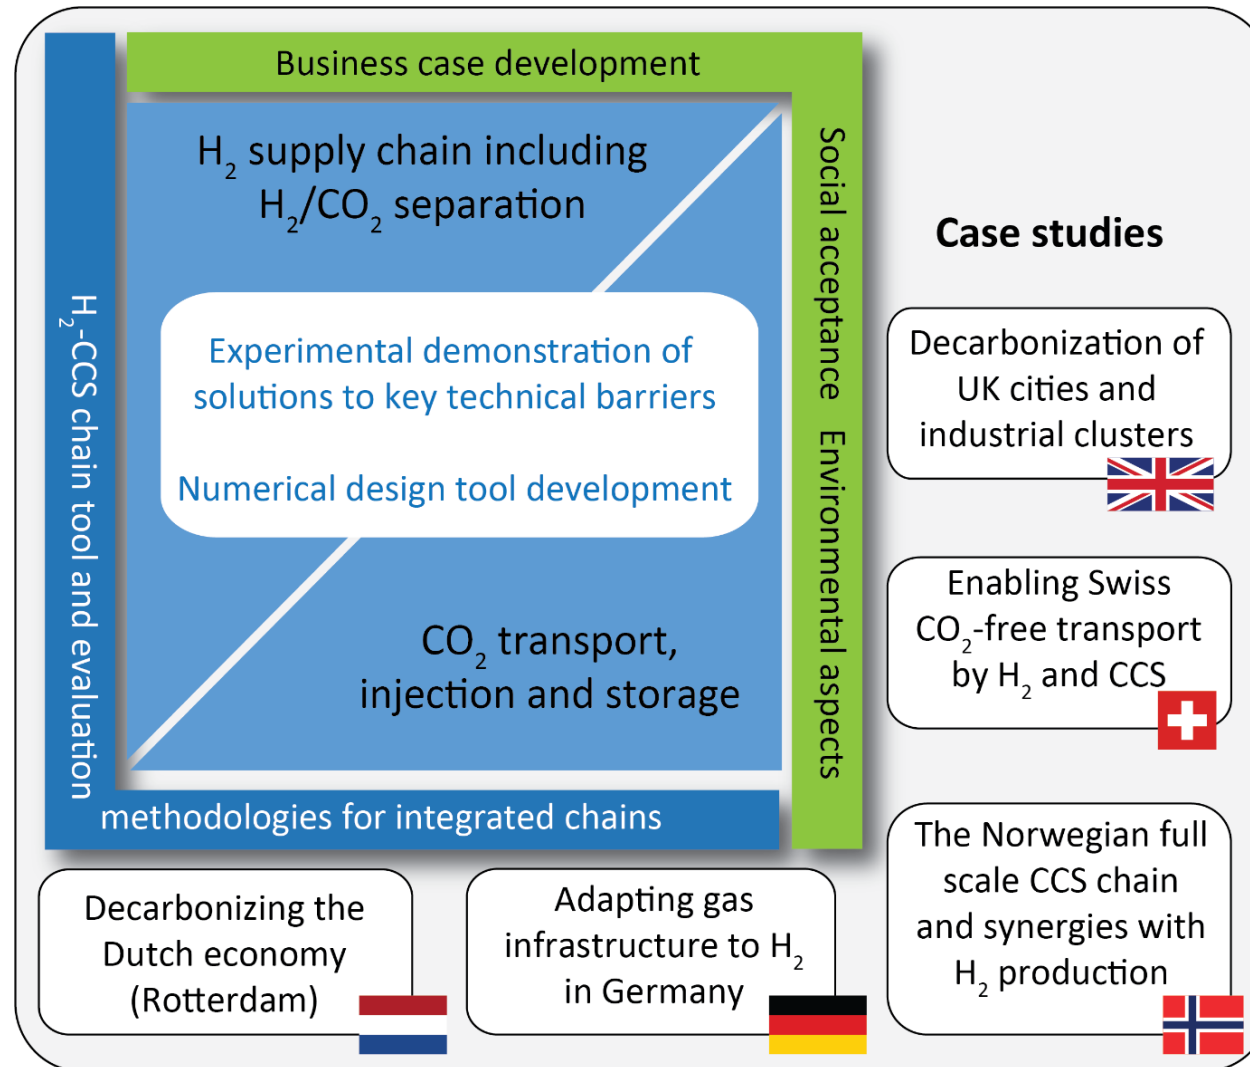 Business case development
H₂ supply chain including
H₂/CO₂ separation
Experimental demonstration of
solutions to key technical barriers
Numerical design tool development
CO₂ transport,
injection and storage
H₂-CCS chain tool and evaluation
methodologies for integrated chains
Social acceptance Environmental aspects
Case studies
Decarbonization of
UK cities and
industrial clusters
Enabling Swiss
CO₂-free transport
by H₂ and CCS
The Norwegian full
scale CCS chain
and synergies with
H₂ production
Decarbonizing the
Dutch economy
(Rotterdam)
Adapting gas
infrastructure to H₂
in Germany